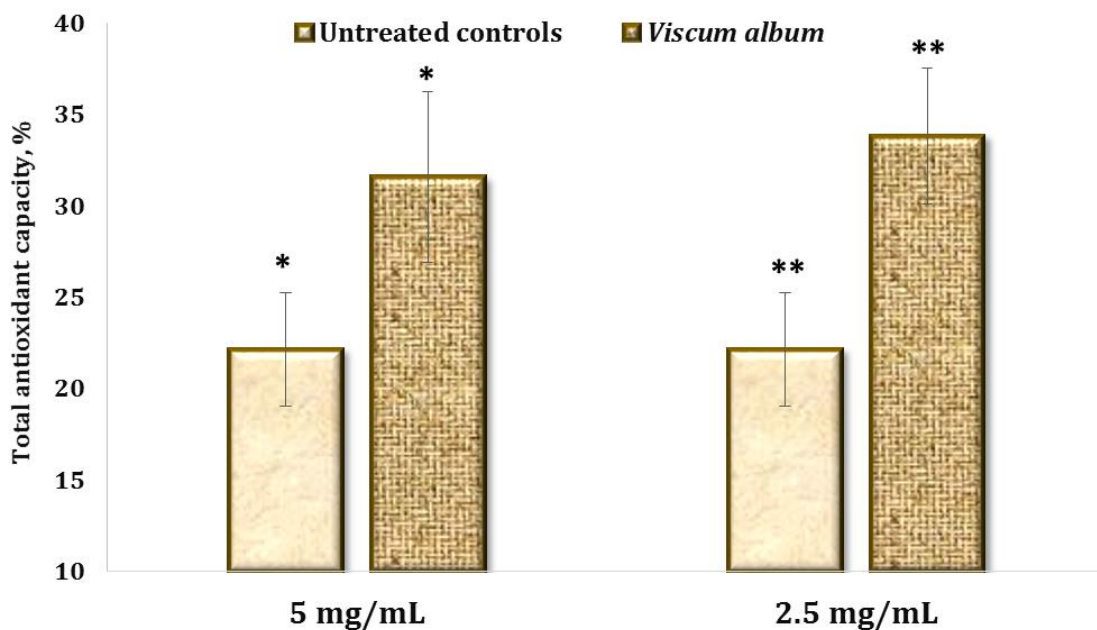 Total antioxidant capacity, %
40
35
30
25
20
15
10
Untreated controls
Viscum album
*
*
**
**
5 mg/mL
2.5 mg/mL